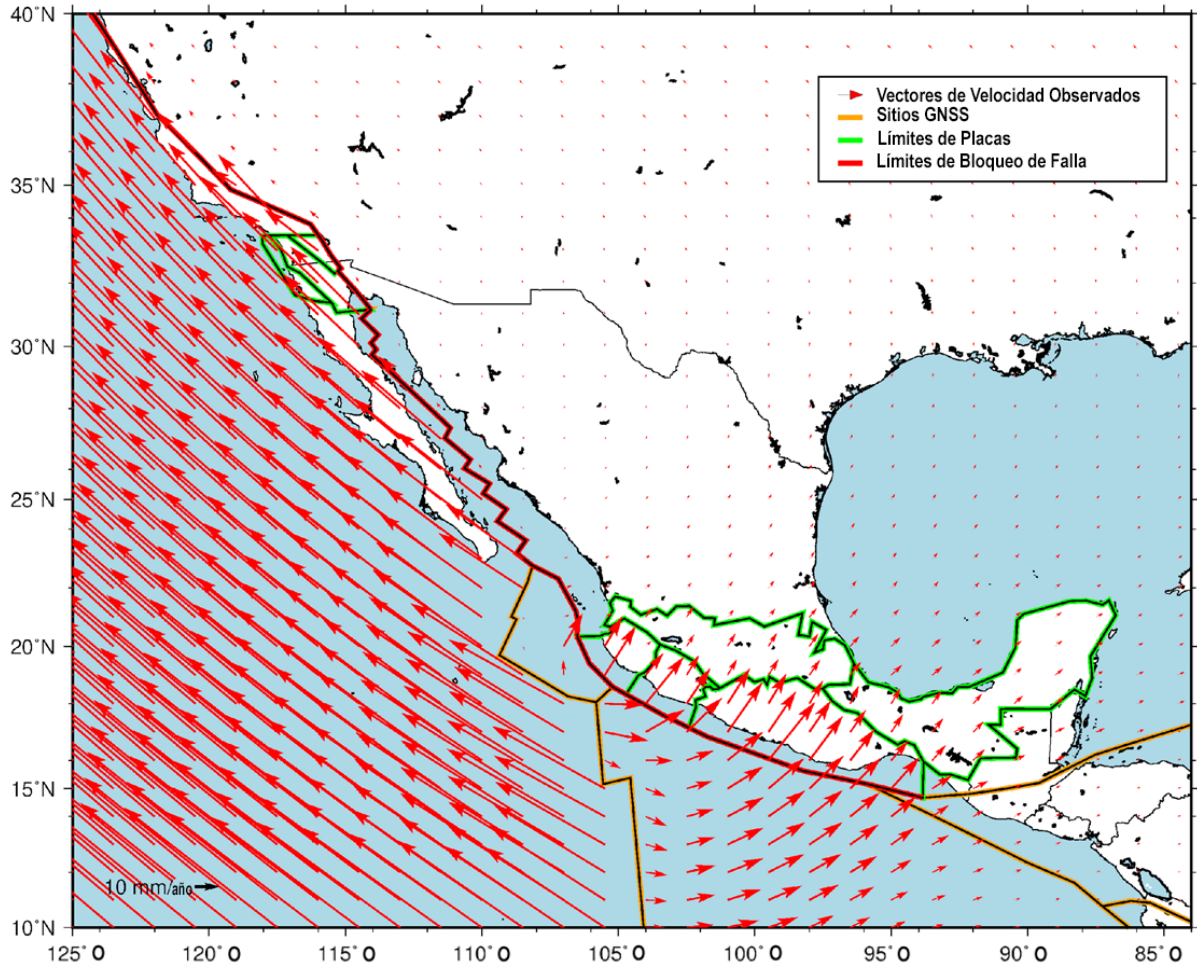 40°N
35°N
30°N
25°N
20°N
15°N
10°N
Vectores de Velocidad Observados
Sitios GNSS
Límites de Placas
Límites de Bloqueo de Falla
10 mm/año
125°O 120°O 115°O 110°O 105°O 100°O 95°O 90°O